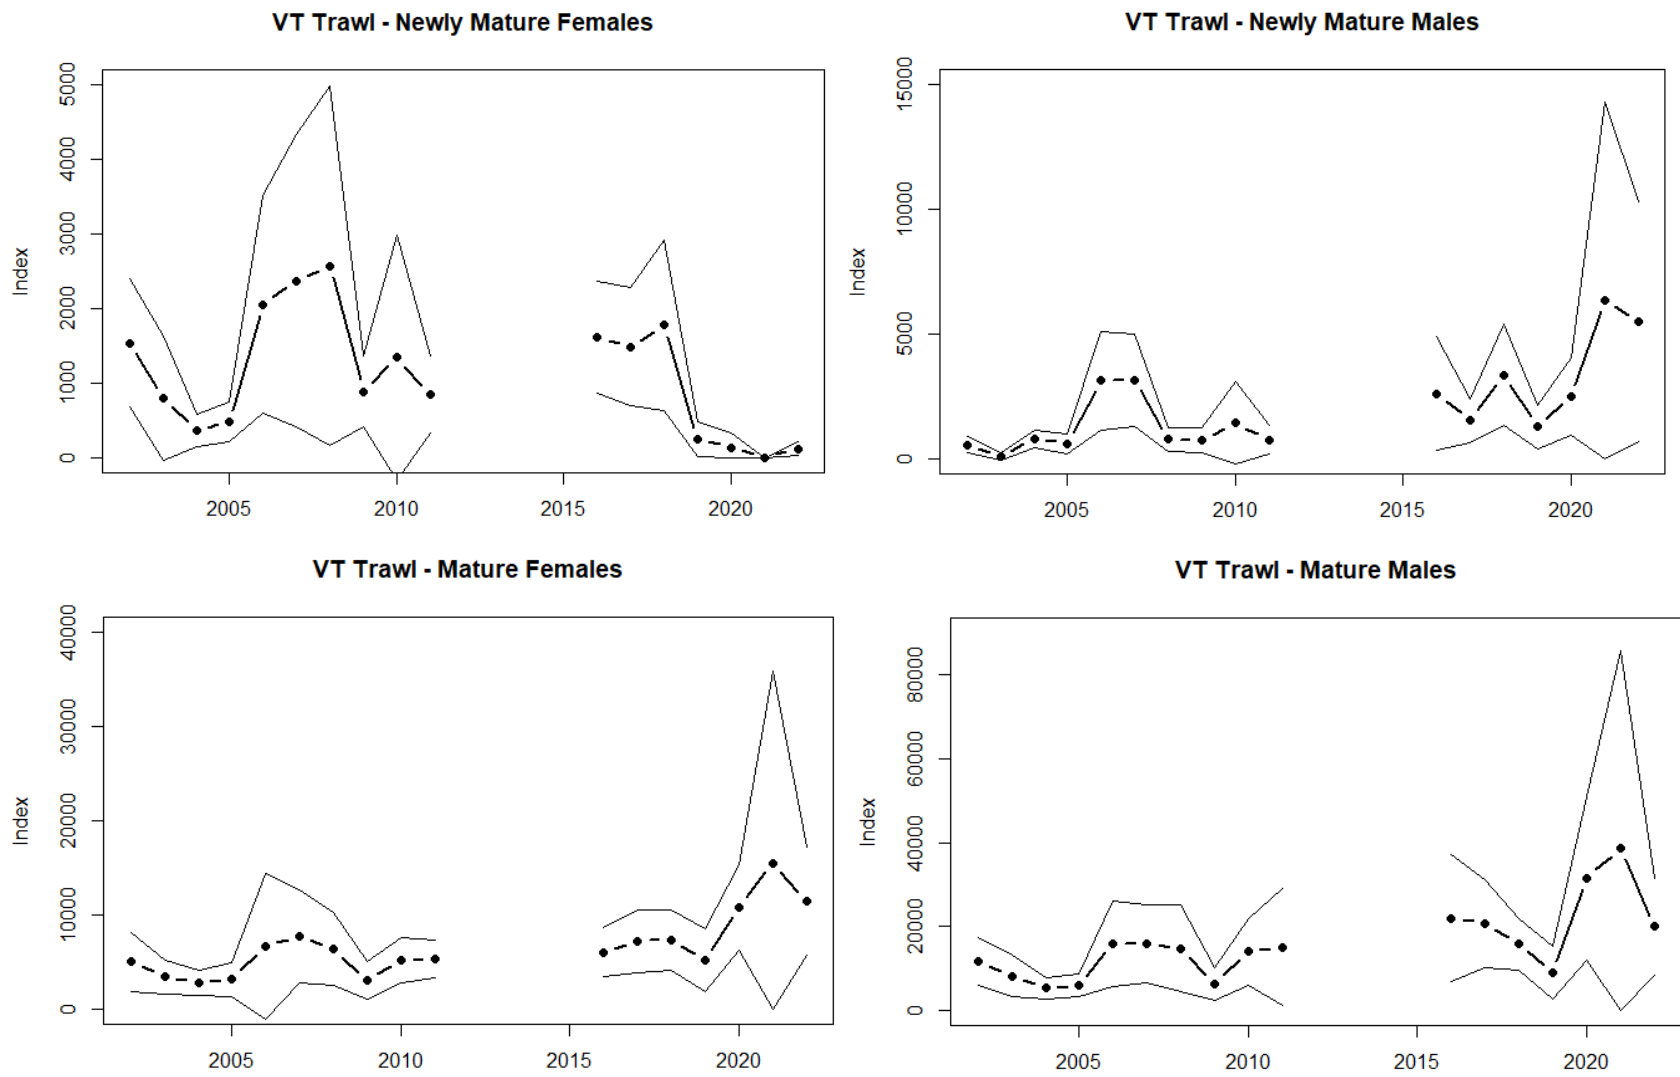 VT Trawl - Newly Mature Females
Index
0 1000 2000 3000 4000 5000
2005 2010 2015 2020
VT Trawl - Newly Mature Males
Index
0 5000 10000 15000
2005 2010 2015 2020
VT Trawl - Mature Females
Index
0 10000 20000 30000 40000
2005 2010 2015 2020
VT Trawl - Mature Males
Index
0 20000 40000 60000 80000
2005 2010 2015 2020